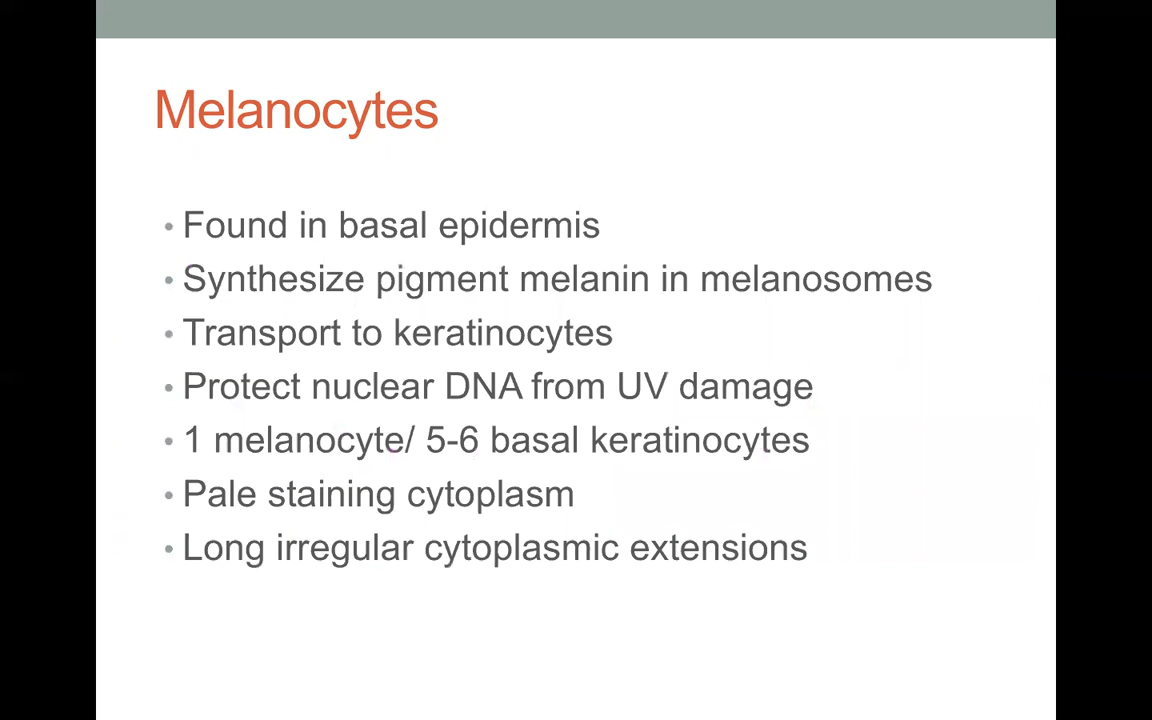 Melanocytes
• Found in basal epidermis
• Synthesize pigment melanin in melanosomes
• Transport to keratinocytes
• Protect nuclear DNA from UV damage
• 1 melanocyte/ 5-6 basal keratinocytes
• Pale staining cytoplasm
• Long irregular cytoplasmic extensions